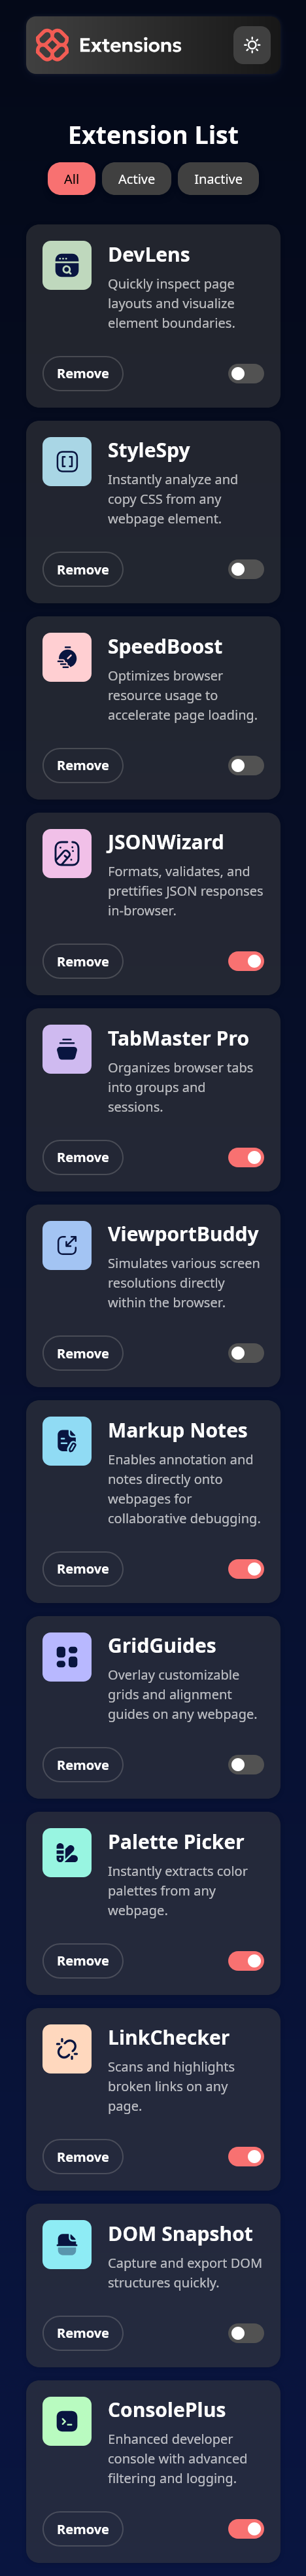 Extensions
Extension List
All
Active
Inactive
DevLens
Quickly inspect page
layouts and visualize
element boundaries.
Remove
StyleSpy
Instantly analyze and
copy CSS from any
webpage element.
Remove
SpeedBoost
Optimizes browser
resource usage to
accelerate page loading.
Remove
JSONWizard
Formats, validates, and
prettifies JSON responses
in-browser.
Remove
TabMaster Pro
Organizes browser tabs
into groups and
sessions.
Remove
ViewportBuddy
Simulates various screen
resolutions directly
within the browser.
Remove
Markup Notes
Enables annotation and
notes directly onto
webpages for
collaborative debugging.
Remove
GridGuides
Overlay customizable
grids and alignment
guides on any webpage.
Remove
Palette Picker
Instantly extracts color
palettes from any
webpage.
Remove
LinkChecker
Scans and highlights
broken links on any
page.
Remove
DOM Snapshot
Capture and export DOM
structures quickly.
Remove
ConsolePlus
Enhanced developer
console with advanced
filtering and logging.
Remove